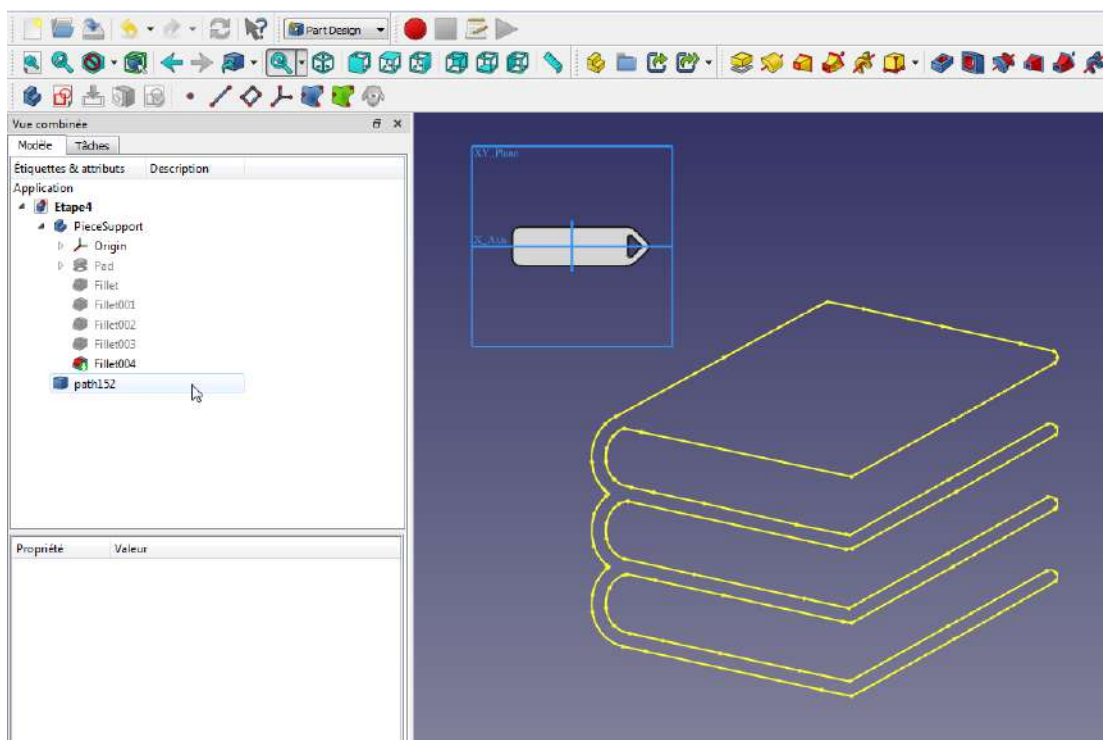 Part Design
Vue combinée
Modèle
Tâches
Étiquettes & attributs
Description
Application
Etape4
PieceSupport
Origin
Pad
Fillet
Fillet001
Fillet002
Fillet003
Fillet004
path152
Propriété
Valeur
XY_Plane